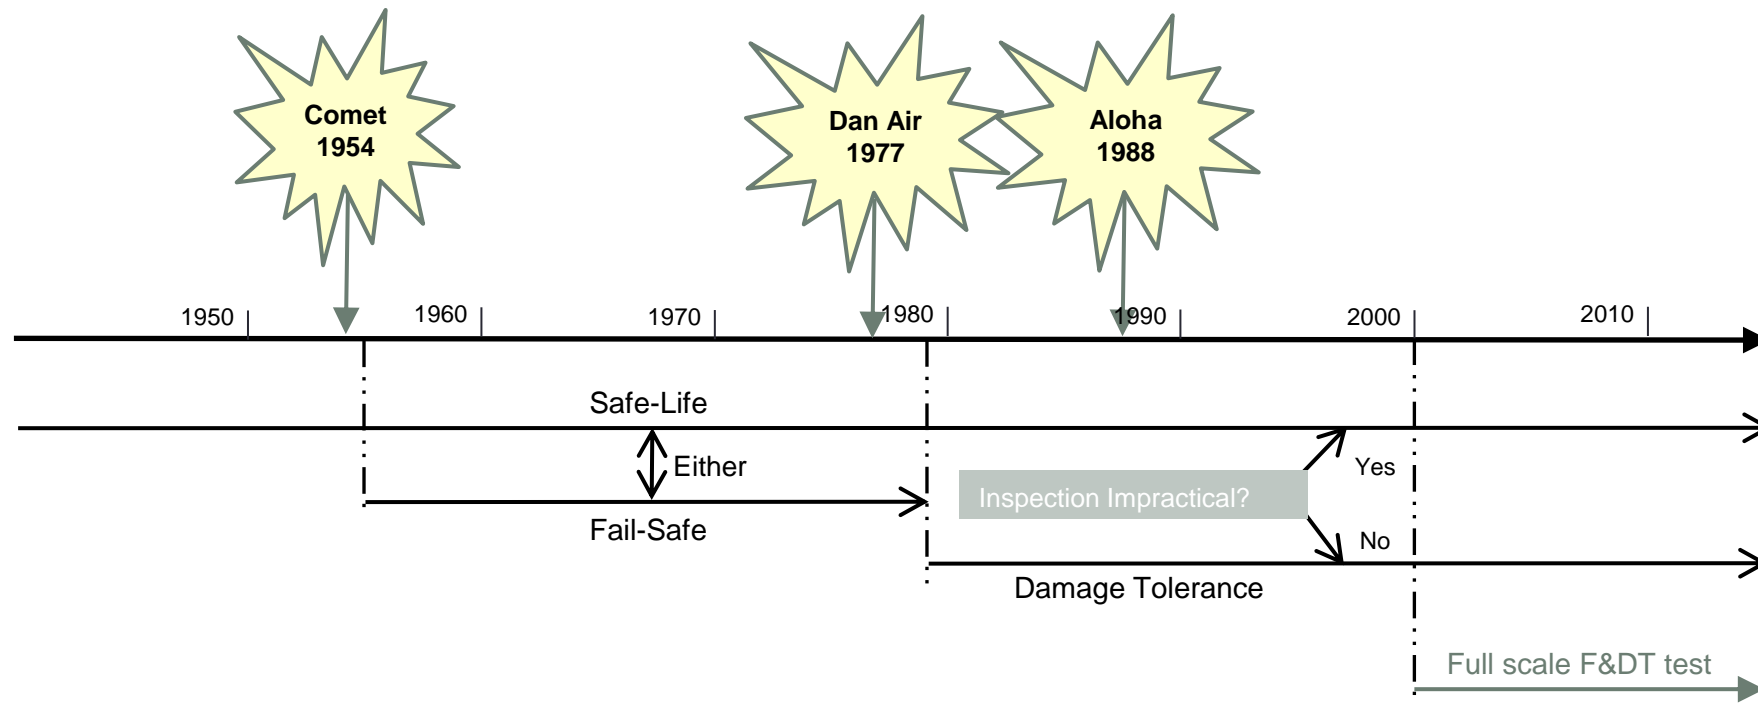 Comet
1954
Dan Air
1977
Aloha
1988
1950
1960
1970
1980
1990
2000
2010
Safe-Life
Either
Yes
Inspection Impractical?
Fail-Safe
No
Damage Tolerance
Full scale F&DT test